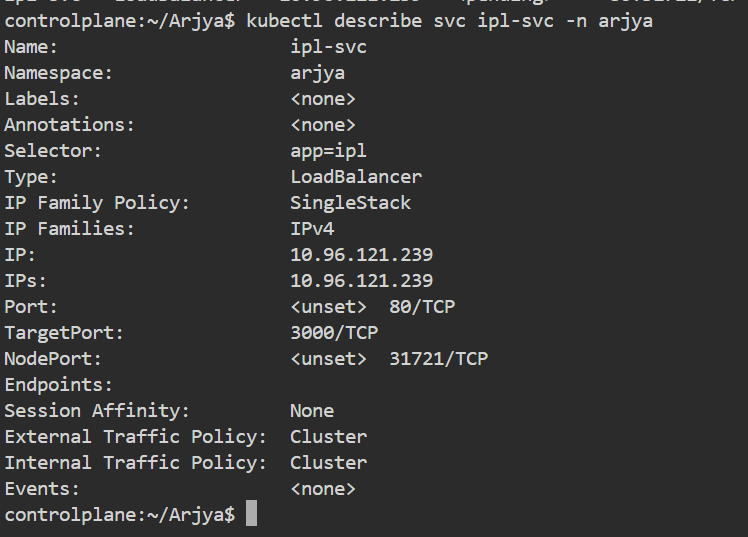 controlplane:~/Arjya$ kubectl describe svc ipl-svc -n arjya
Name:                     ipl-svc
Namespace:                arjya
Labels:                   <none>
Annotations:              <none>
Selector:                 app=ipl
Type:                     LoadBalancer
IP Family Policy:         SingleStack
IP Families:              IPv4
IP:                       10.96.121.239
IPs:                      10.96.121.239
Port:                     <unset>  80/TCP
TargetPort:               3000/TCP
NodePort:                 <unset>  31721/TCP
Endpoints:
Session Affinity:         None
External Traffic Policy:  Cluster
Internal Traffic Policy:  Cluster
Events:                   <none>
controlplane:~/Arjya$